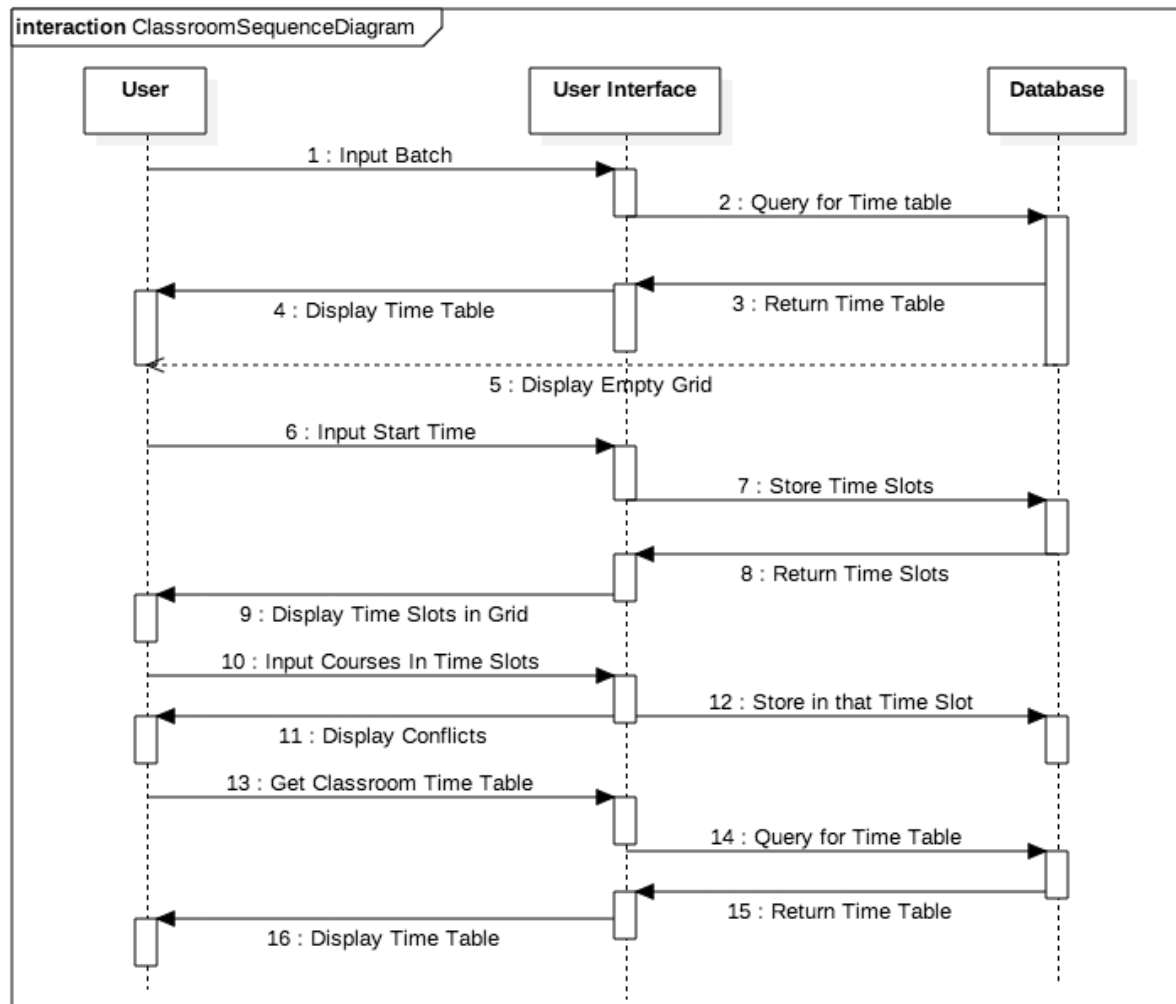 interaction ClassroomSequenceDiagram
User
User Interface
Database
1 : Input Batch
2 : Query for Time table
3 : Return Time Table
4 : Display Time Table
5 : Display Empty Grid
6 : Input Start Time
7 : Store Time Slots
8 : Return Time Slots
9 : Display Time Slots in Grid
10 : Input Courses In Time Slots
11 : Display Conflicts
12 : Store in that Time Slot
13 : Get Classroom Time Table
14 : Query for Time Table
15 : Return Time Table
16 : Display Time Table